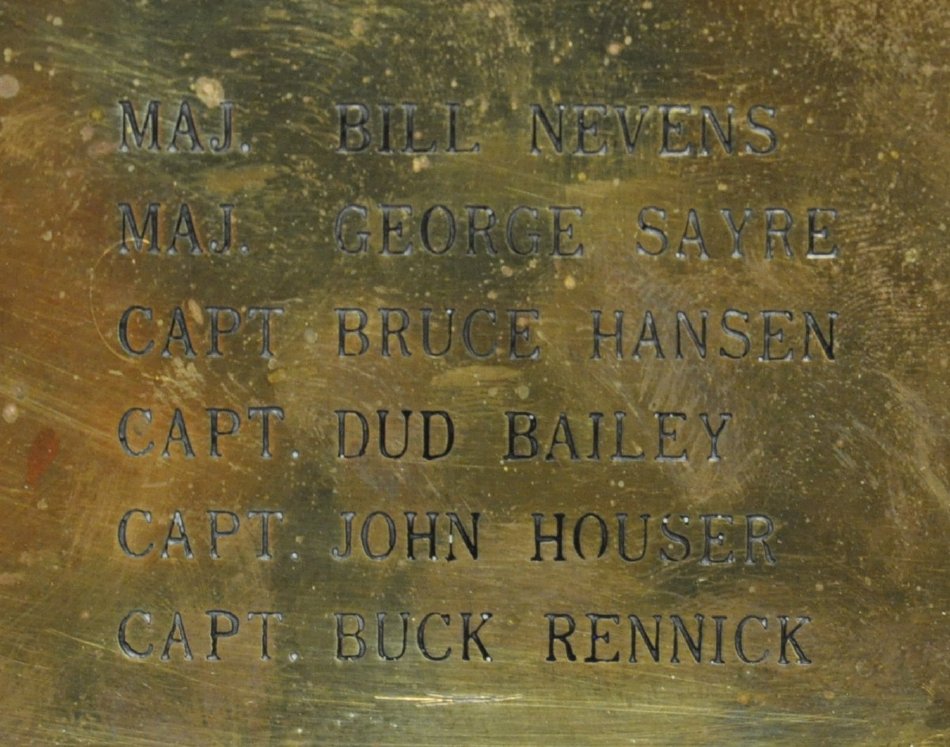 MAJ. BILL NEVENS
MAJ. GEORGE SAYRE
CAPT BRUCE HANSEN
CAPT. DUD BAILEY
CAPT. JOHN HOUSER
CAPT. BUCK RENNICK